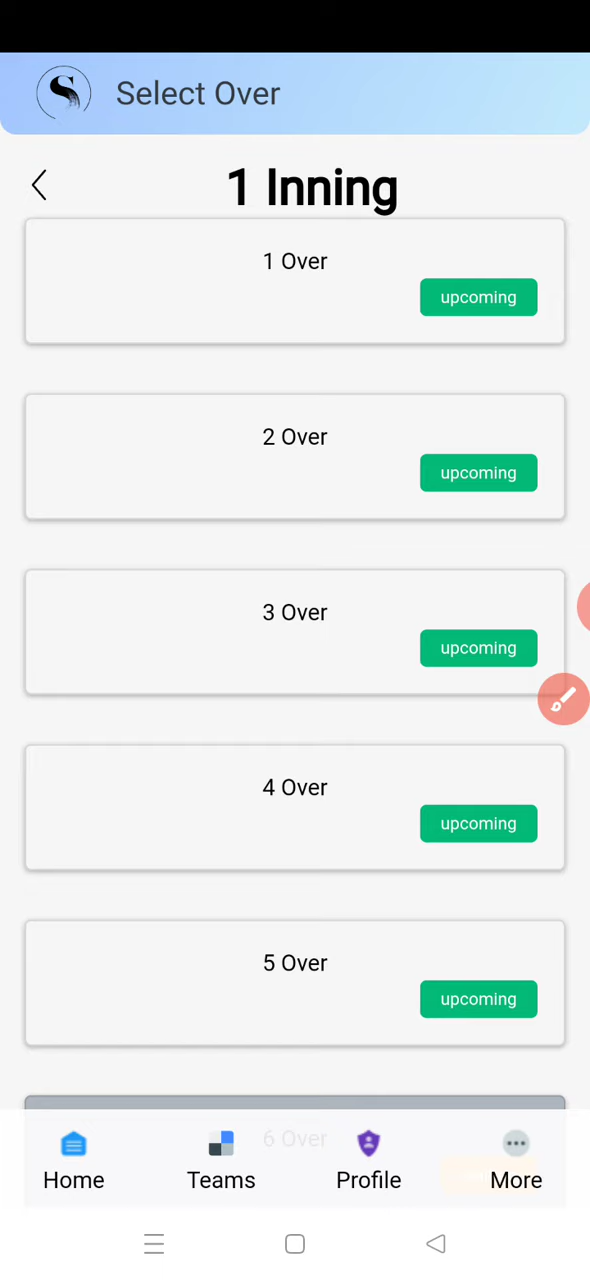 Select Over
1 Inning
1 Over
upcoming
2 Over
upcoming
3 Over
upcoming
4 Over
upcoming
5 Over
upcoming
6 Over
Home
Teams
Profile
More